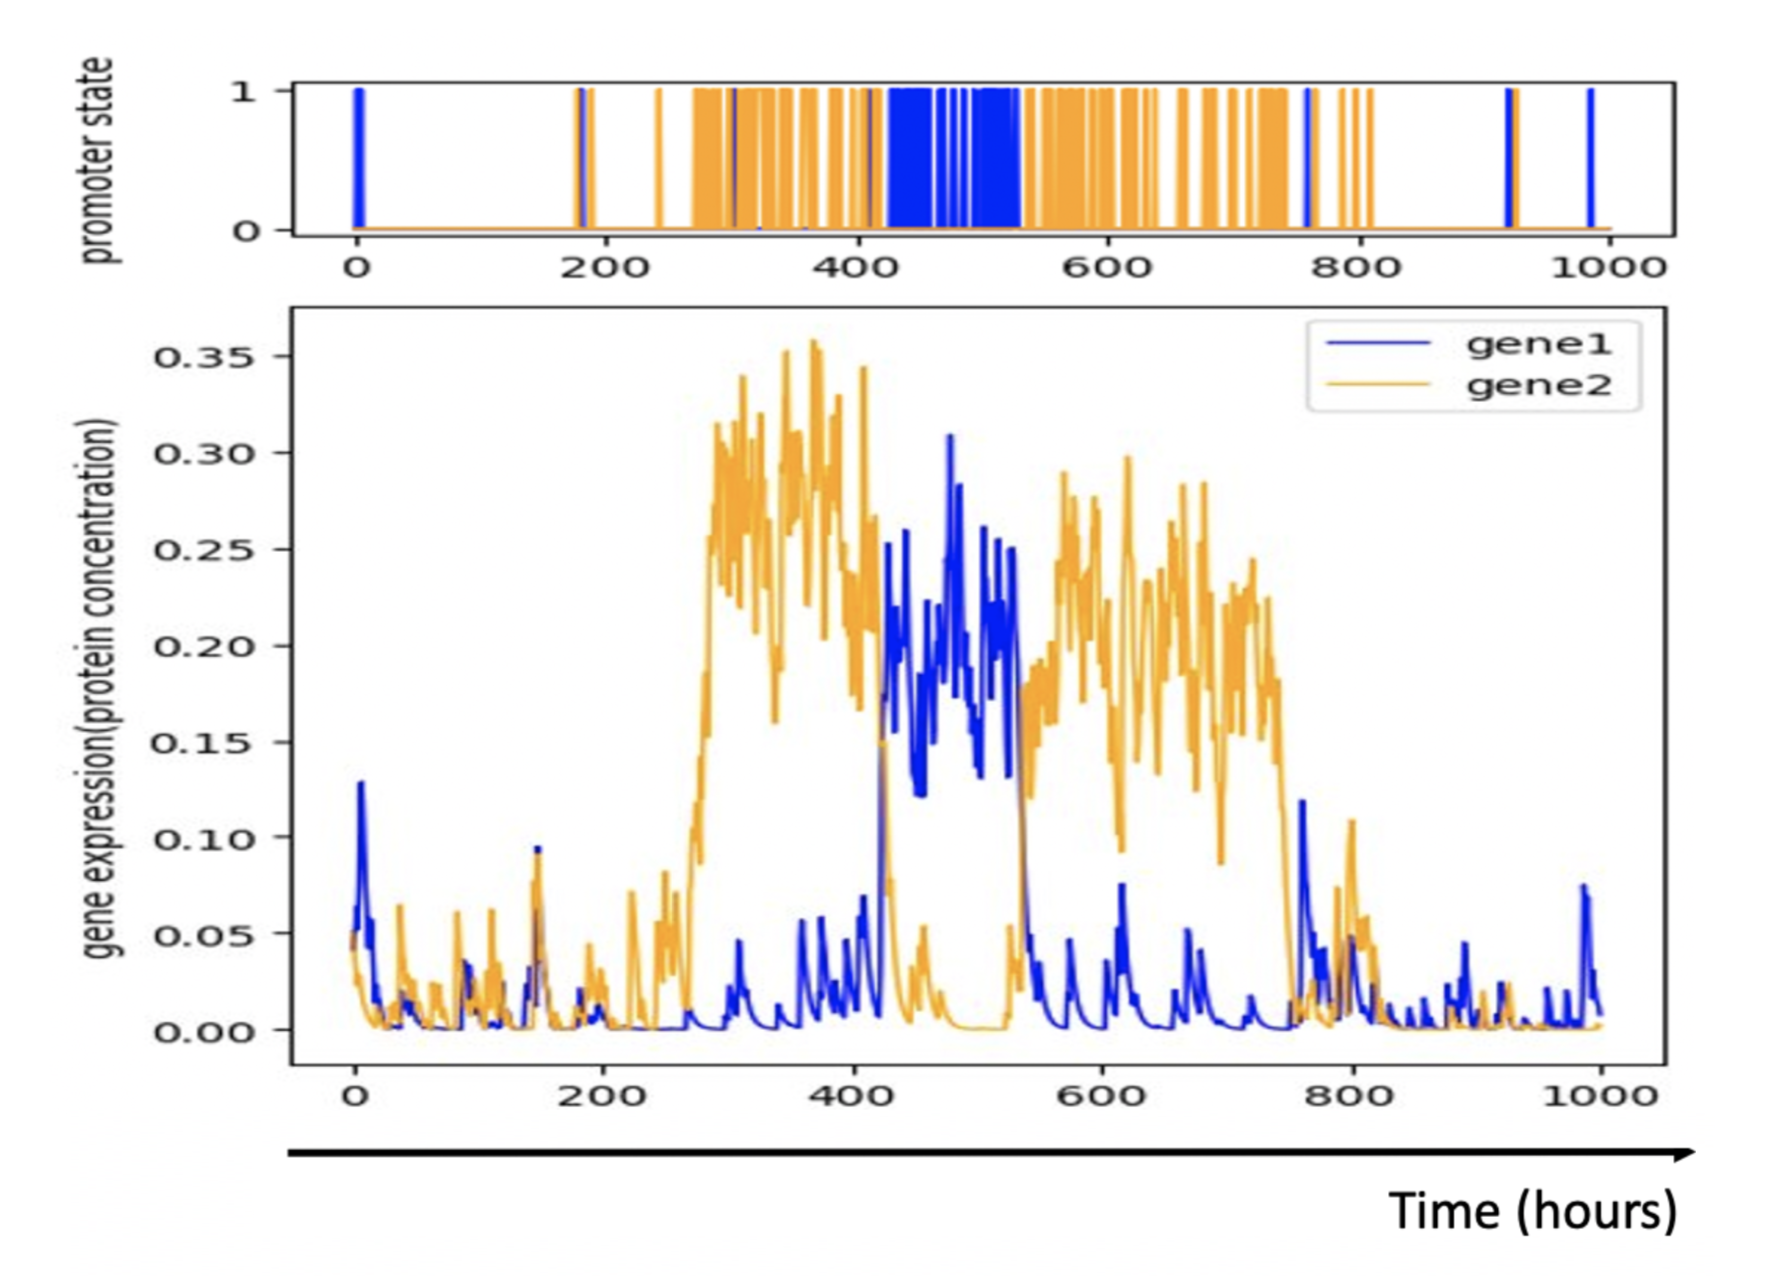 promoter state
1
0
0 200 400 600 800 1000
gene expression(protein concentration)
0.35
0.30
0.25
0.20
0.15
0.10
0.05
0.00
gene1
gene2
0 200 400 600 800 1000
Time (hours)